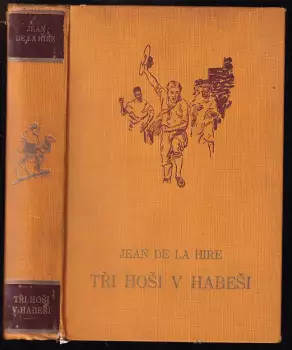 JEAN
DE LA HIRE
TŘI HOŠI
V HABEŠI
JEAN DE LA HIRE
TŘI HOŠI V HABEŠI